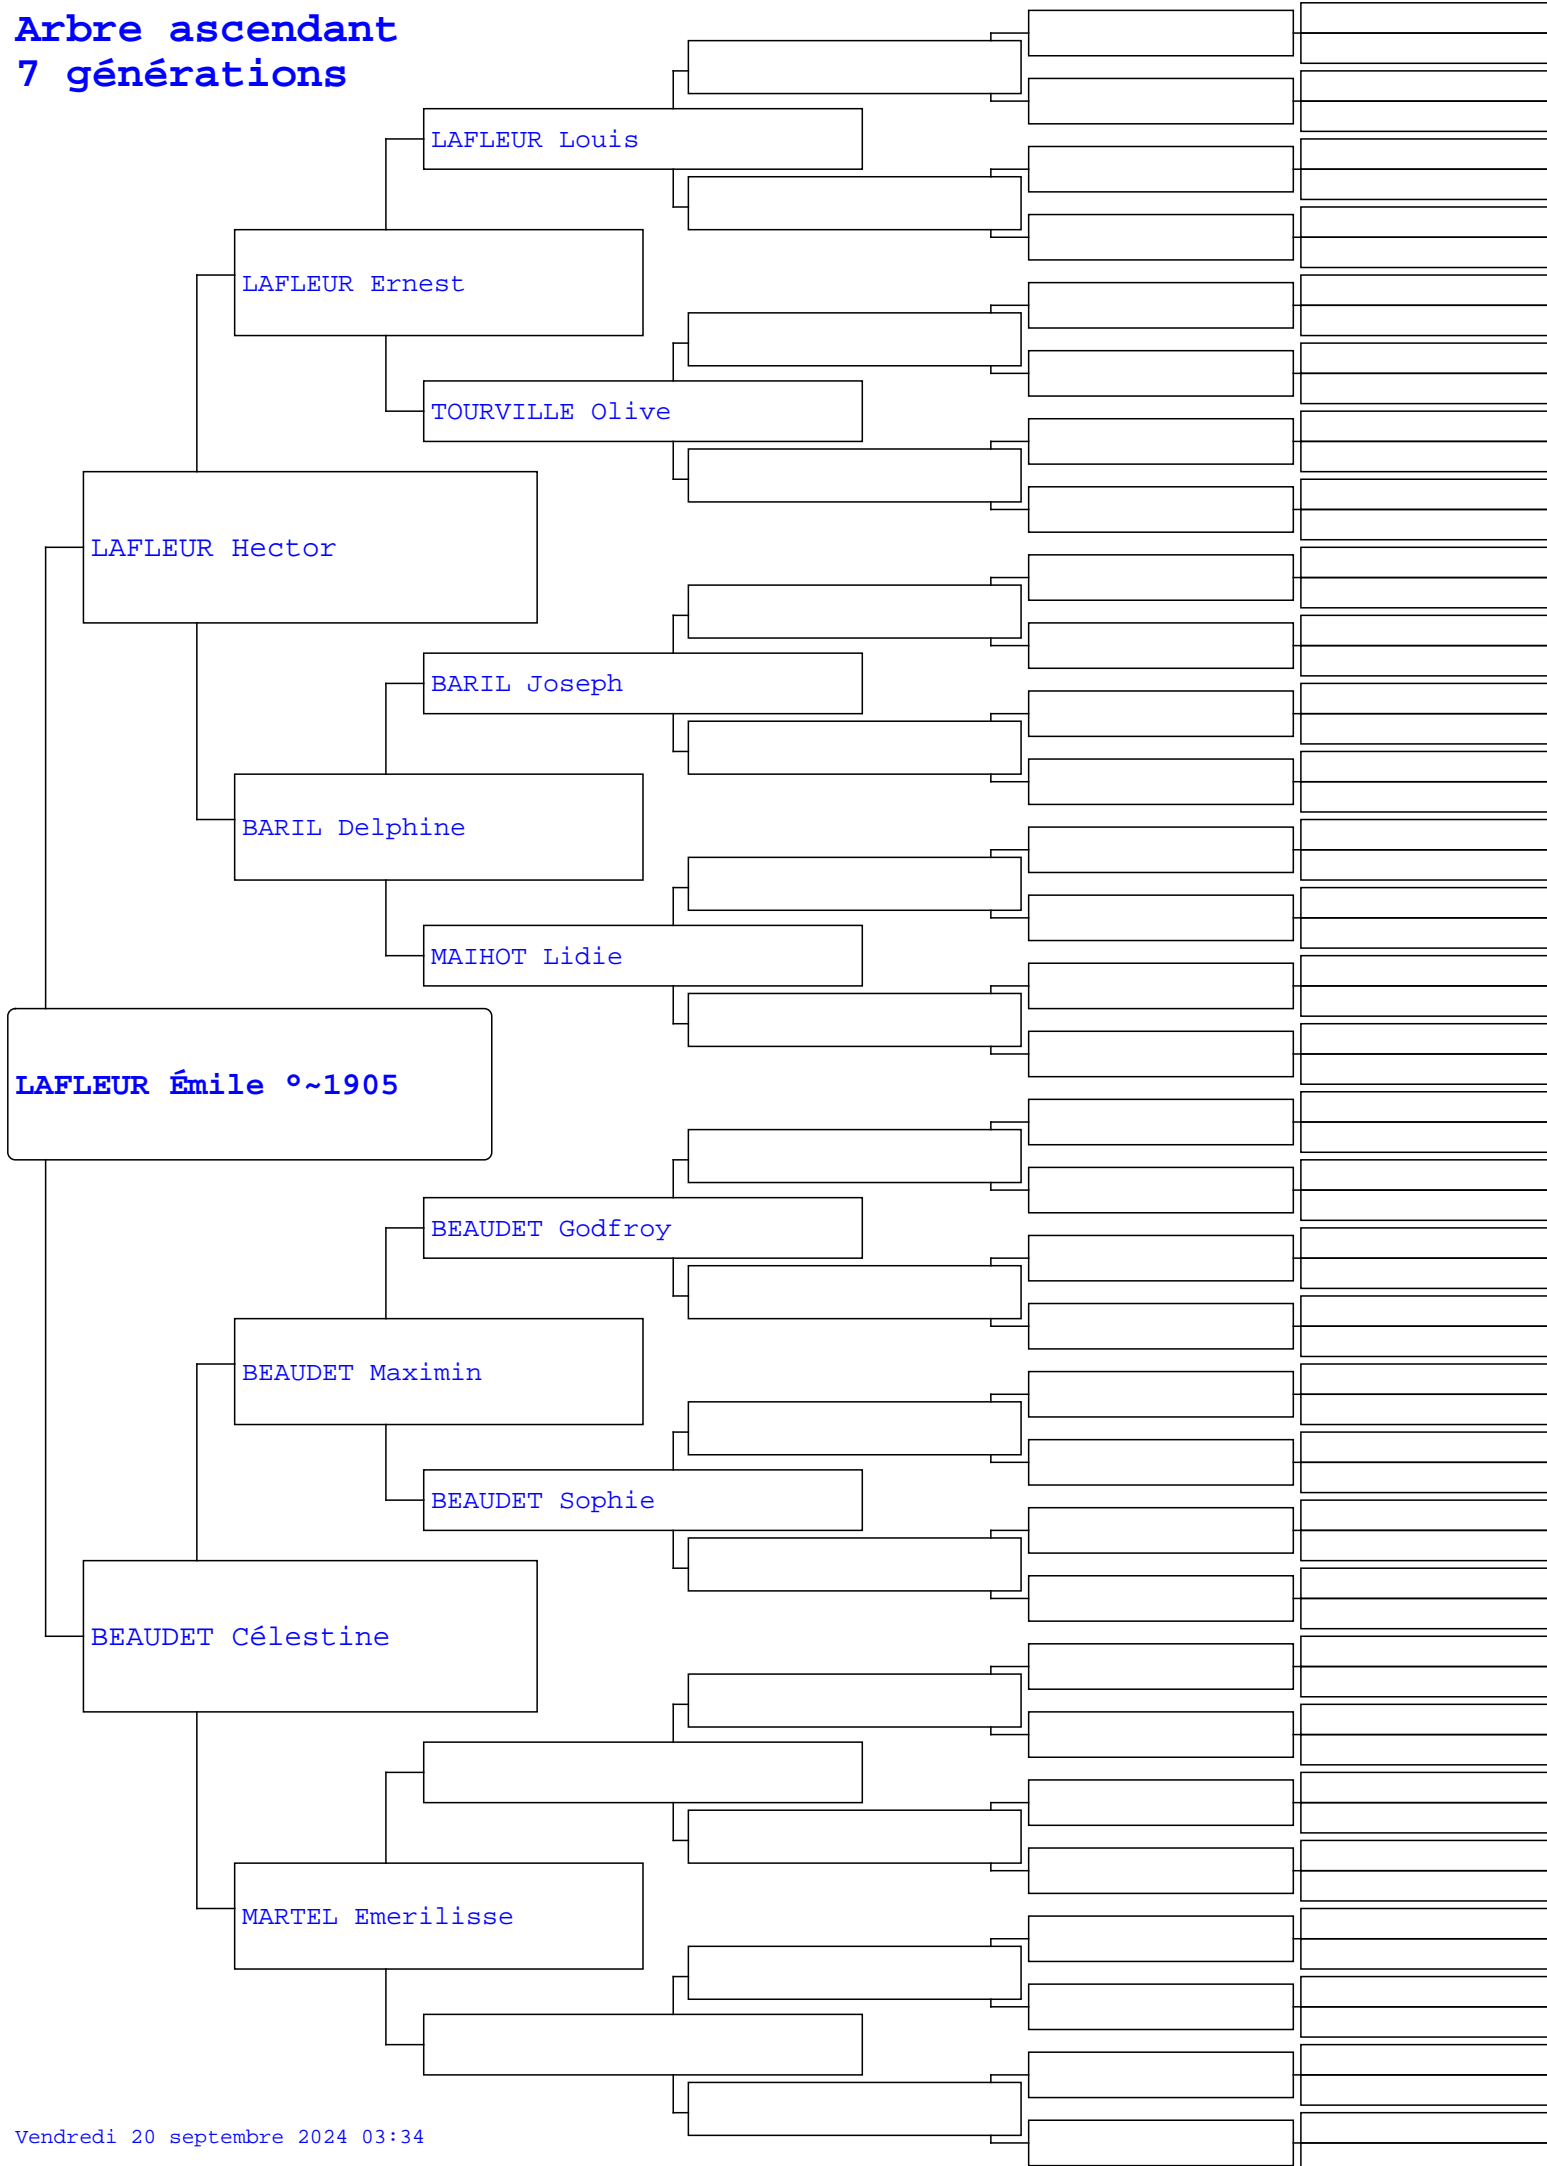 Arbre ascendant
7 générations
LAFLEUR Louis
LAFLEUR Ernest
TOURVILLE Olive
LAFLEUR Hector
BARIL Joseph
BARIL Delphine
MAIHOT Lidie
LAFLEUR Émile °~1905
BEAUDET Godfroy
BEAUDET Maximin
BEAUDET Sophie
BEAUDET Célestine
MARTEL Emerilisse
Vendredi 20 septembre 2024 03:34